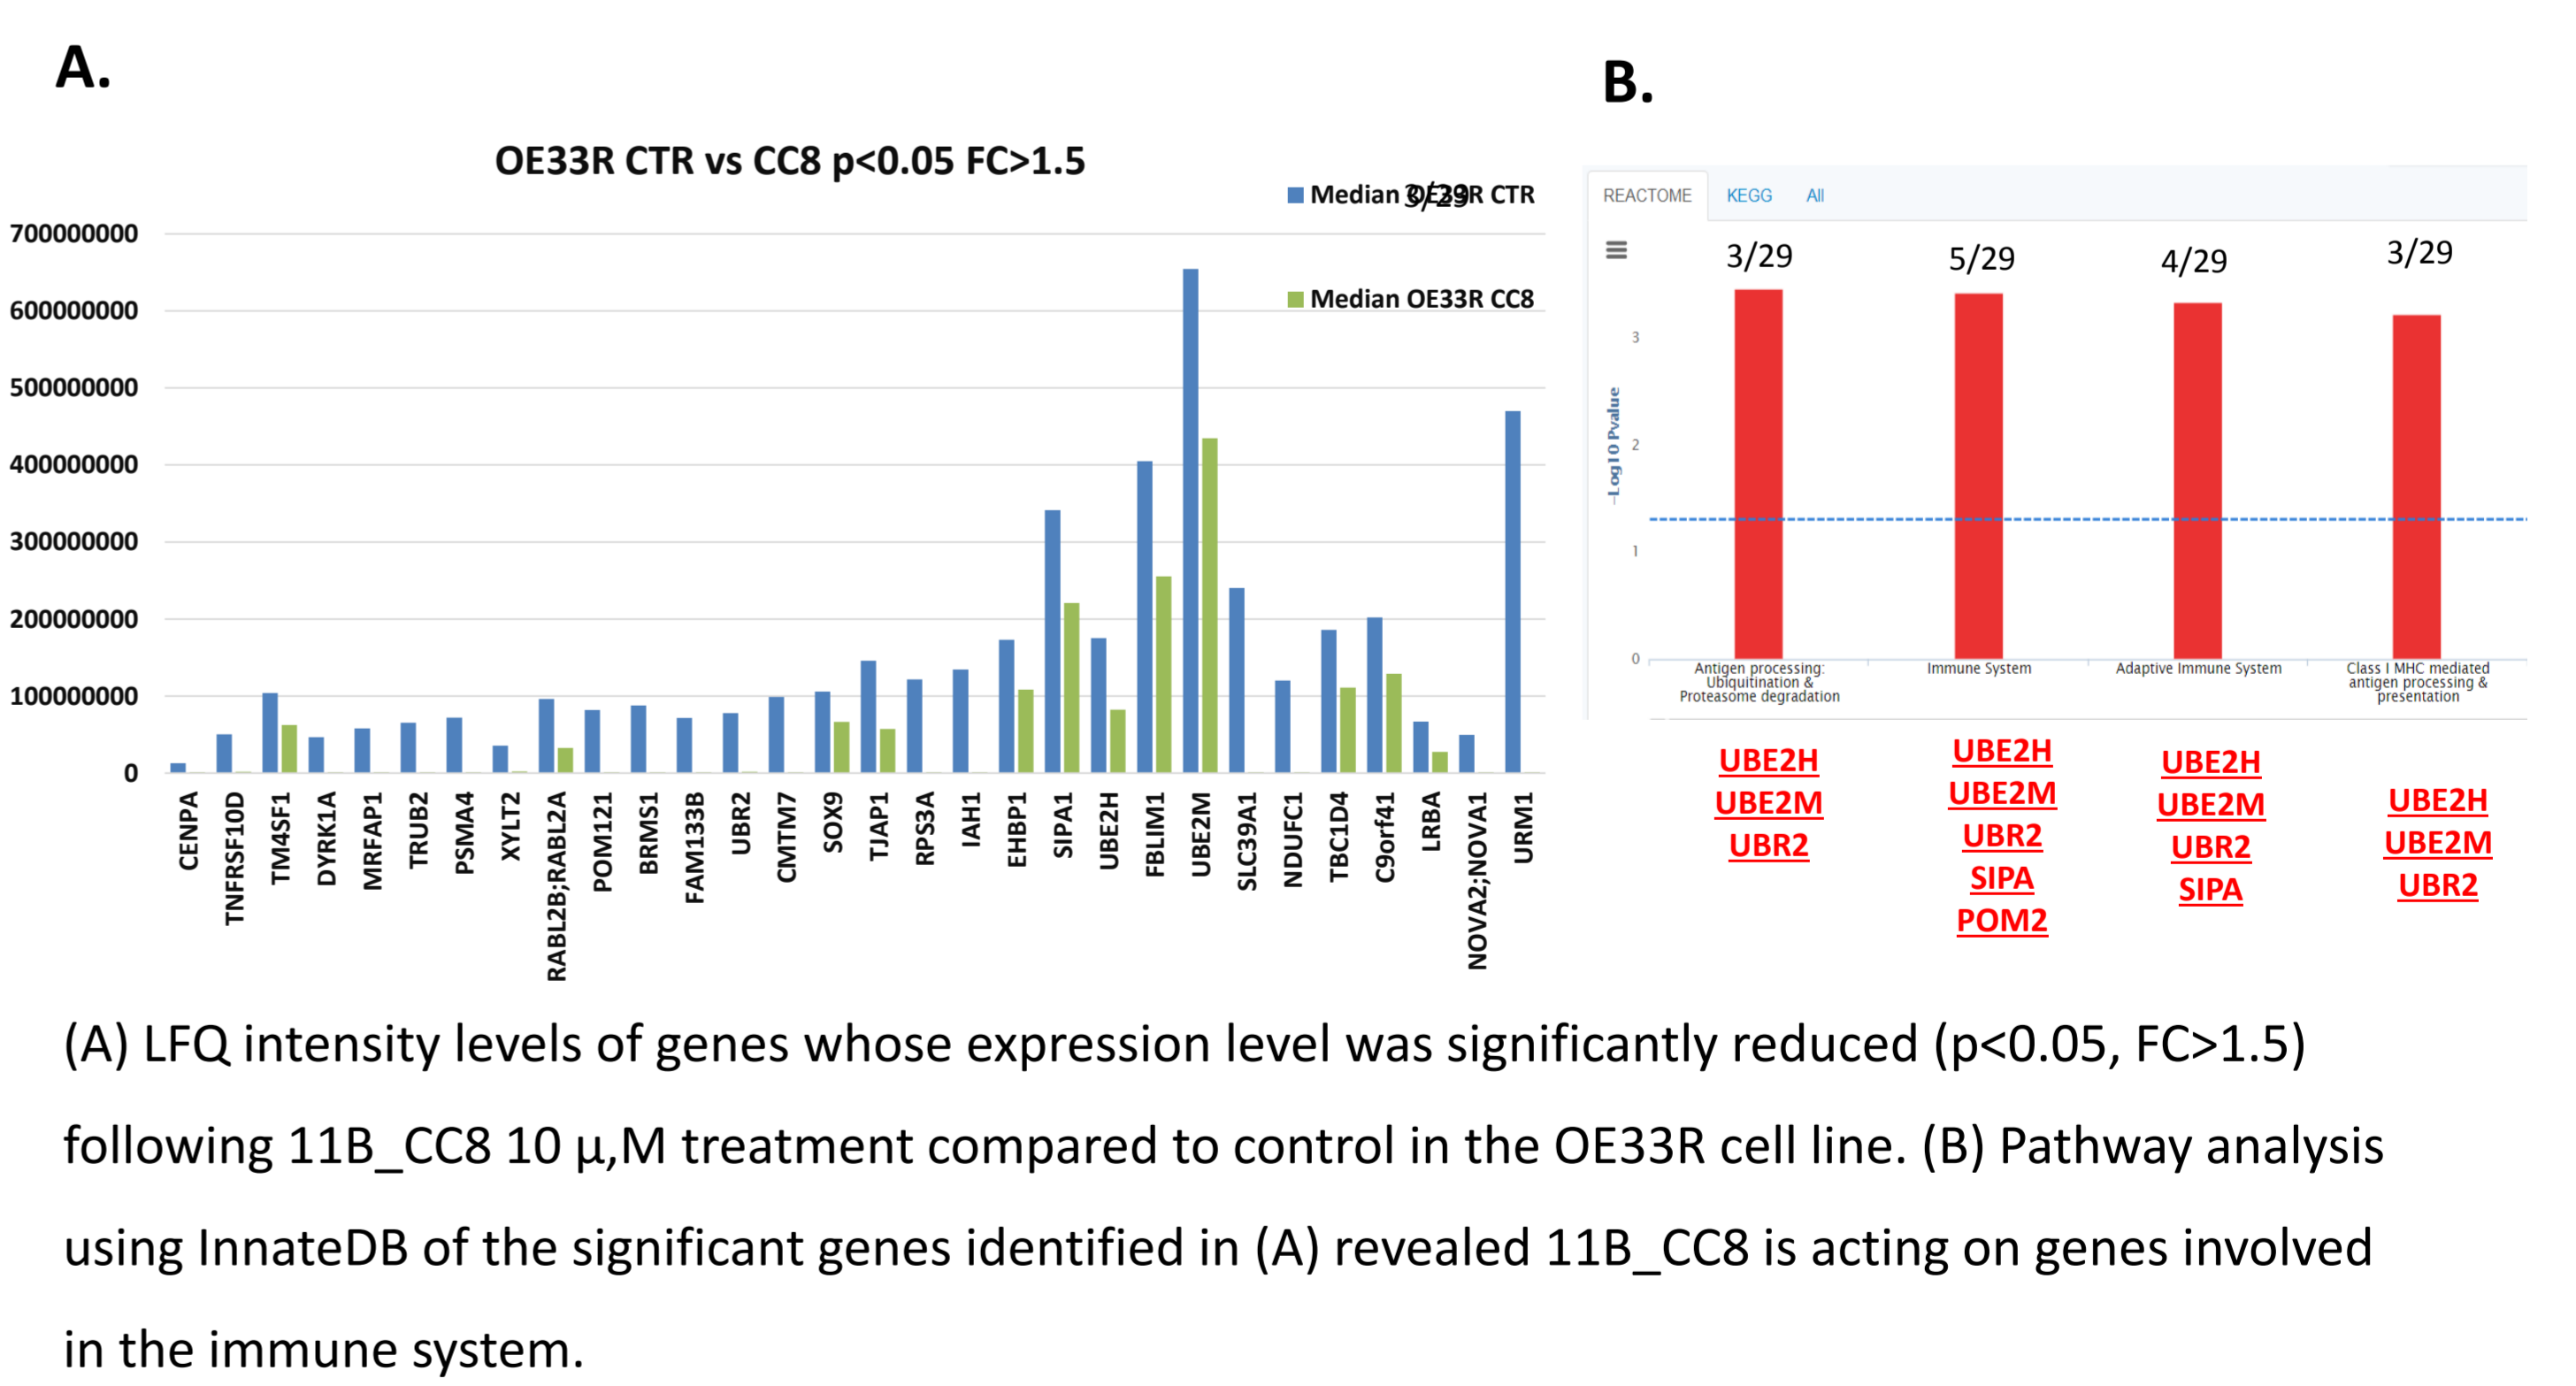 A.
B.
OE33R CTR vs CC8 p<0.05 FC>1.5
Median OE33R CTR
3/29
Median OE33R CC8
700000000
600000000
500000000
400000000
300000000
200000000
100000000
0
CENPA
TNFRSF10D
TM4SF1
DYRK1A
MRFAP1
TRUB2
PSMA4
XYLT2
RABL2B;RABL2A
POM121
BRMS1
FAM133B
UBR2
CMTM7
SOX9
TJAP1
RPS3A
IAH1
EHBP1
SIPA1
UBE2H
FBLIM1
UBE2M
SLC39A1
NDUFC1
TBC1D4
C9orf41
LRBA
NOVA2;NOVA1
URM1
REACTOME KEGG All
3/29 5/29 4/29 3/29
3
2
1
0
-Log10 Pvalue
Antigen processing:
Ubiquitination &
Proteasome degradation
Immune System
Adaptive Immune System
Class I MHC mediated
antigen processing &
presentation
UBE2H
UBE2M
UBR2
UBE2H
UBE2M
UBR2
SIPA
POM2
UBE2H
UBE2M
UBR2
SIPA
UBE2H
UBE2M
UBR2
(A) LFQ intensity levels of genes whose expression level was significantly reduced (p<0.05, FC>1.5)
following 11B_CC8 10 µ,M treatment compared to control in the OE33R cell line. (B) Pathway analysis
using InnateDB of the significant genes identified in (A) revealed 11B_CC8 is acting on genes involved
in the immune system.